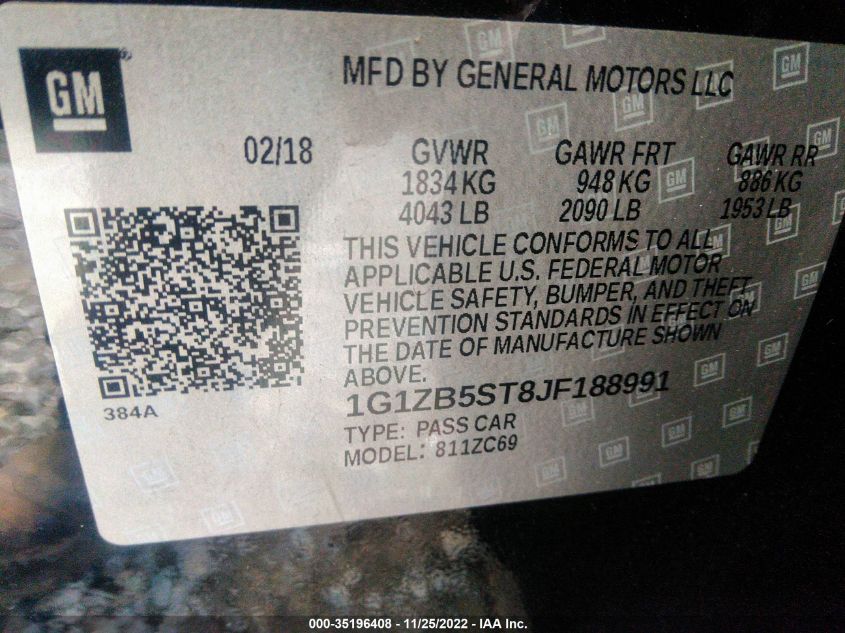 GM
MFD BY GENERAL MOTORS LLC
02/18 GVWR GAWR FRT GAWR RR
1834 KG 948 KG 886 KG
4043 LB 2090 LB 1953 LB
THIS VEHICLE CONFORMS TO ALL
APPLICABLE U.S. FEDERAL MOTOR
VEHICLE SAFETY, BUMPER, AND THEFT
PREVENTION STANDARDS IN EFFECT ON
THE DATE OF MANUFACTURE SHOWN
ABOVE.
384A
1G1ZB5ST8JF188991
TYPE: PASS CAR
MODEL: 811ZC69
000-35196408 - 11/25/2022 - IAA Inc.